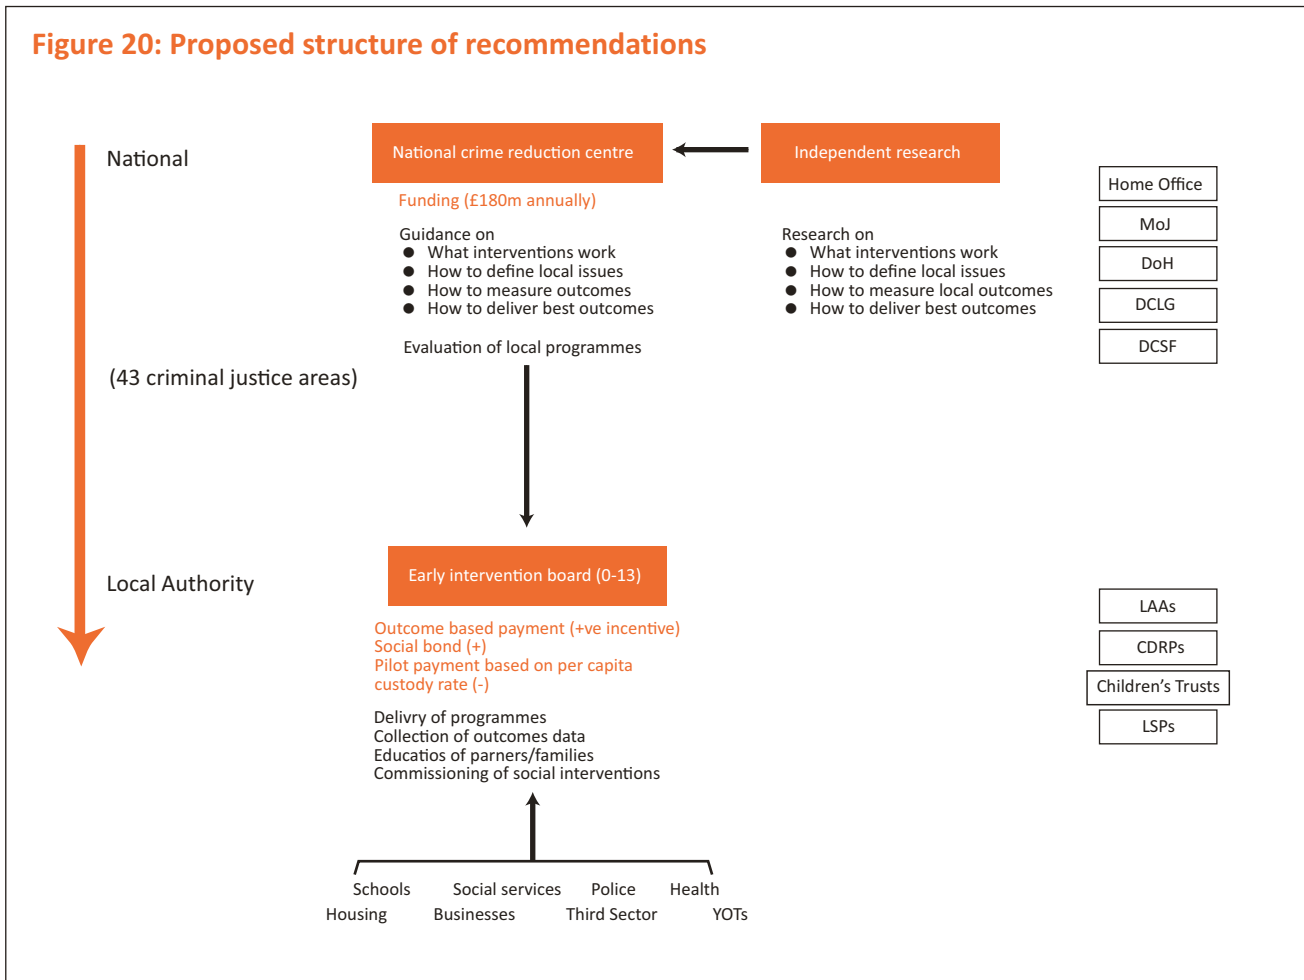 Figure 20: Proposed structure of recommendations
National
National crime reduction centre
Independent research
Funding (£180m annually)
Guidance on
● What interventions work
● How to define local issues
● How to measure outcomes
● How to deliver best outcomes
Evaluation of local programmes
Research on
● What interventions work
● How to define local issues
● How to measure local outcomes
● How to deliver best outcomes
Home Office
MoJ
DoH
DCLG
DCSF
(43 criminal justice areas)
Local Authority
Early intervention board (0-13)
Outcome based payment (+ve incentive)
Social bond (+)
Pilot payment based on per capita
custody rate (-)
Delivry of programmes
Collection of outcomes data
Educatios of parners/families
Commissioning of social interventions
LAAs
CDRPs
Children’s Trusts
LSPs
Schools Social services Police Health
Housing Businesses Third Sector YOTs